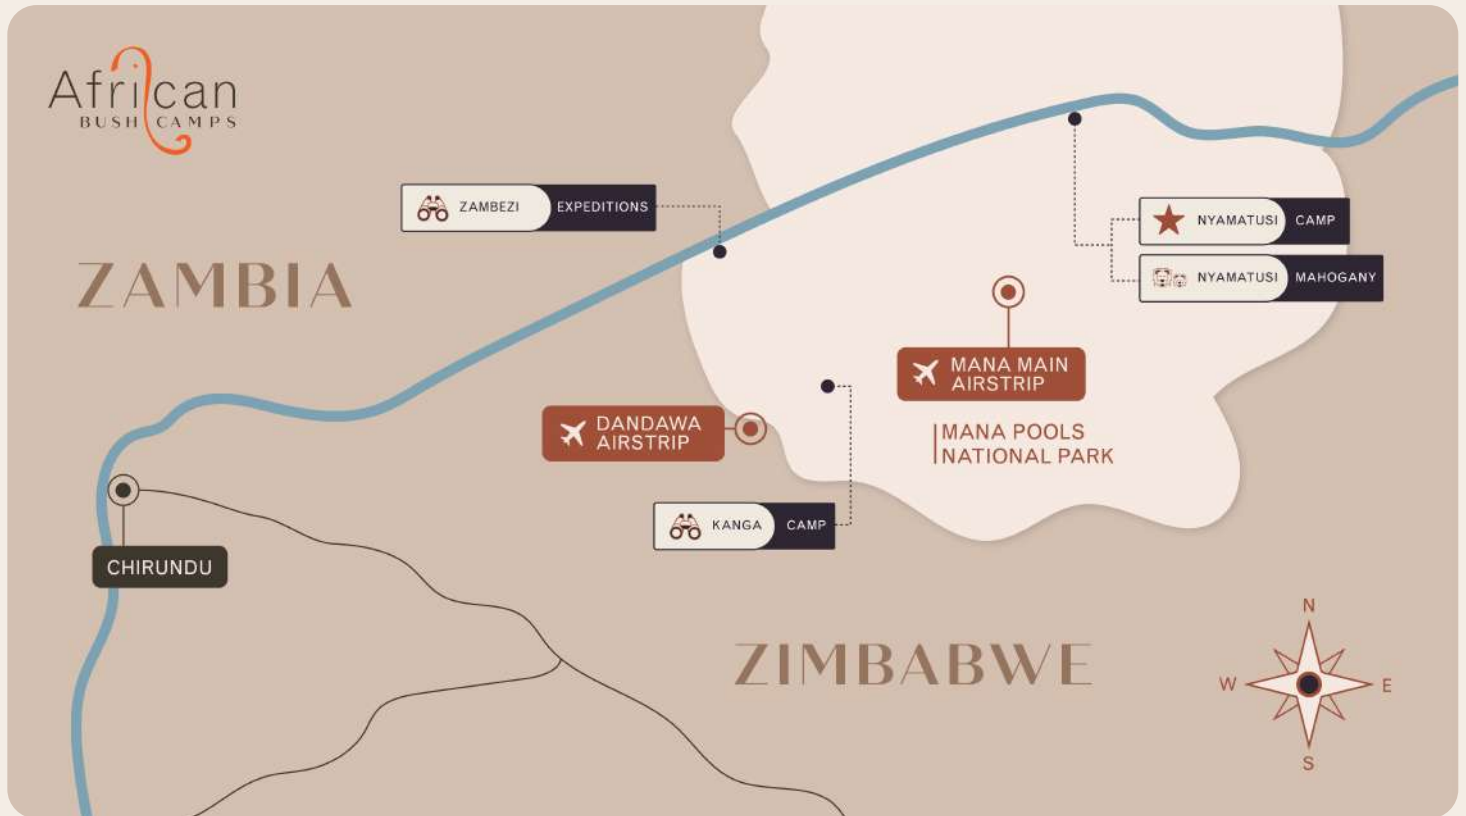 African
BUSH CAMPS
ZAMBEZI EXPEDITIONS
NYAMATUSI CAMP
NYAMATUSI MAHOGANY
ZAMBIA
MANA MAIN
AIRSTRIP
DANDAWA
AIRSTRIP
MANA POOLS
NATIONAL PARK
KANGA CAMP
CHIRUNDU
ZIMBABWE
N
W
E
S